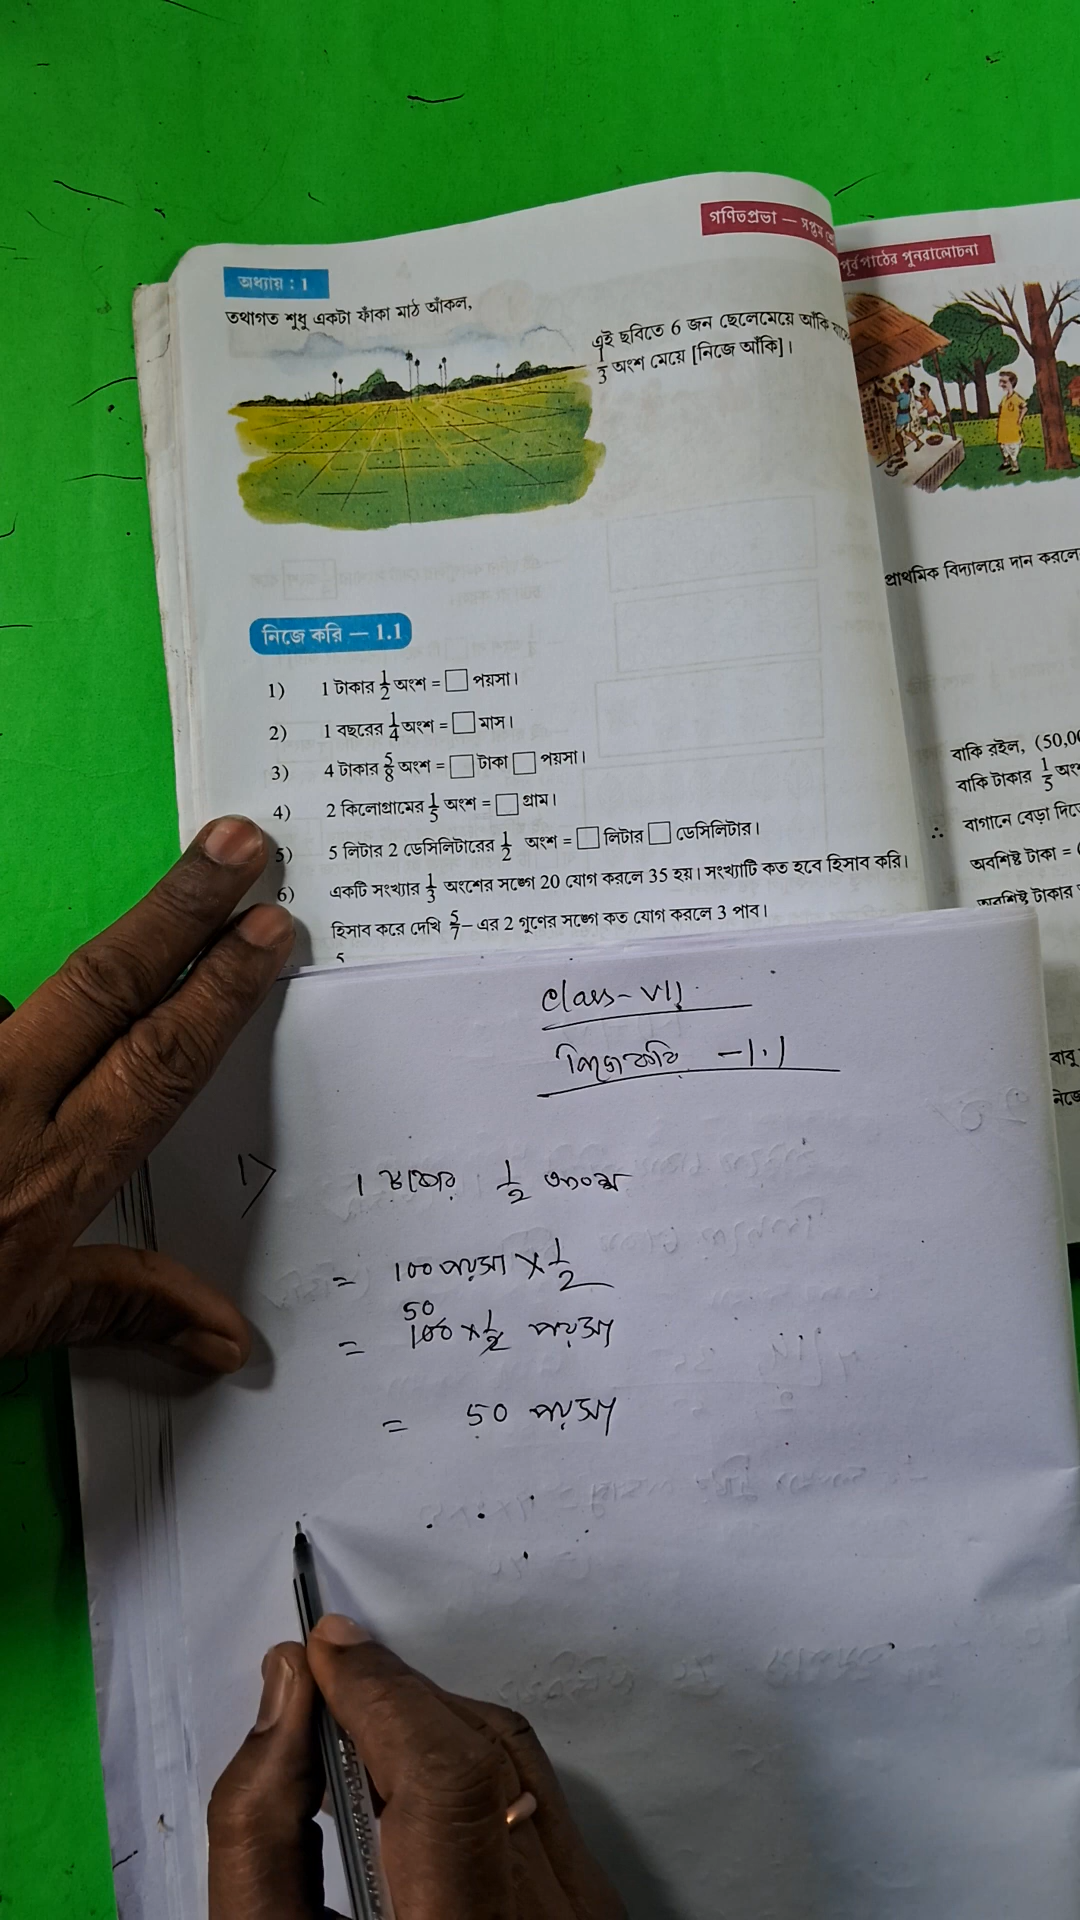 গণিতপ্রভা — সপ্তম
অধ্যায় : 1
তথাগত শুধু একটা ফাঁকা মাঠ আঁকল,
এই ছবিতে 6 জন ছেলেমেয়ে আঁকি
1/3 অংশ মেয়ে [নিজে আঁকি]।
নিজে করি — 1.1
1) 1 টাকার 1/2 অংশ = □ পয়সা।
2) 1 বছরের 1/4 অংশ = □ মাস।
3) 4 টাকার 5/8 অংশ = □ টাকা □ পয়সা।
4) 2 কিলোগ্রামের 1/5 অংশ = □ গ্রাম।
5) 5 লিটার 2 ডেসিলিটারের 1/2 অংশ = □ লিটার □ ডেসিলিটার।
6) একটি সংখ্যার 1/3 অংশের সঙ্গে 20 যোগ করলে 35 হয়। সংখ্যাটি কত হবে হিসাব করি।
হিসাব করে দেখি 5/7 – এর 2 গুণের সঙ্গে কত যোগ করলে 3 পাব।
5
পূর্বপাঠের পুনরালোচনা
প্রাথমিক বিদ্যালয়ে দান করলে
বাকি রইল, (50,00
বাকি টাকার 1/5 অংশ
∴ বাগানে বেড়া দিতে
অবশিষ্ট টাকা = (
অবশিষ্ট টাকার
বাবু
নিজে
Class - VII
নিজেকরি - 1.1
1) 1 টাকার 1/2 অংশ
= 100 পয়সা × 1/2
50
= 100 × 1/2 পয়সা
= 50 পয়সা